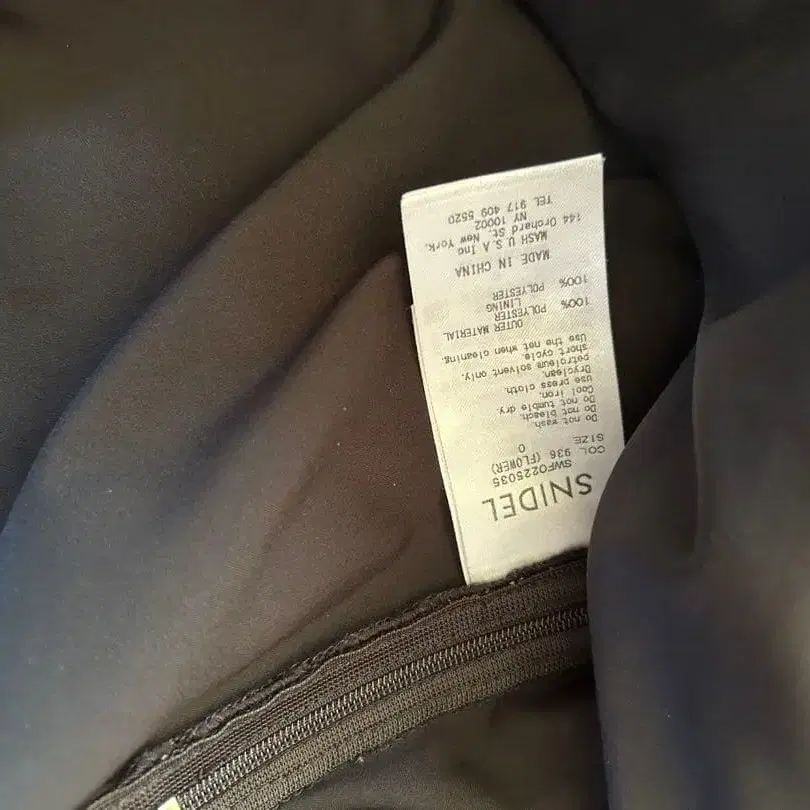 SNIDEL
SWFO225035
COL 936 (FLOWER)
SIZE 0
Do not wash.
Do not bleach.
Do not tumble dry.
Cool iron.
use press cloth.
Dryclean.
petroleum solvent only.
short cycle.
Use the net when cleaning.
OUTER MATERIAL
100% POLYESTER
LINING
100% POLYESTER
MADE IN CHINA
MASH U.S.A Inc
144 Orchard St. New York.
NY 10002
TEL 917 409 5520